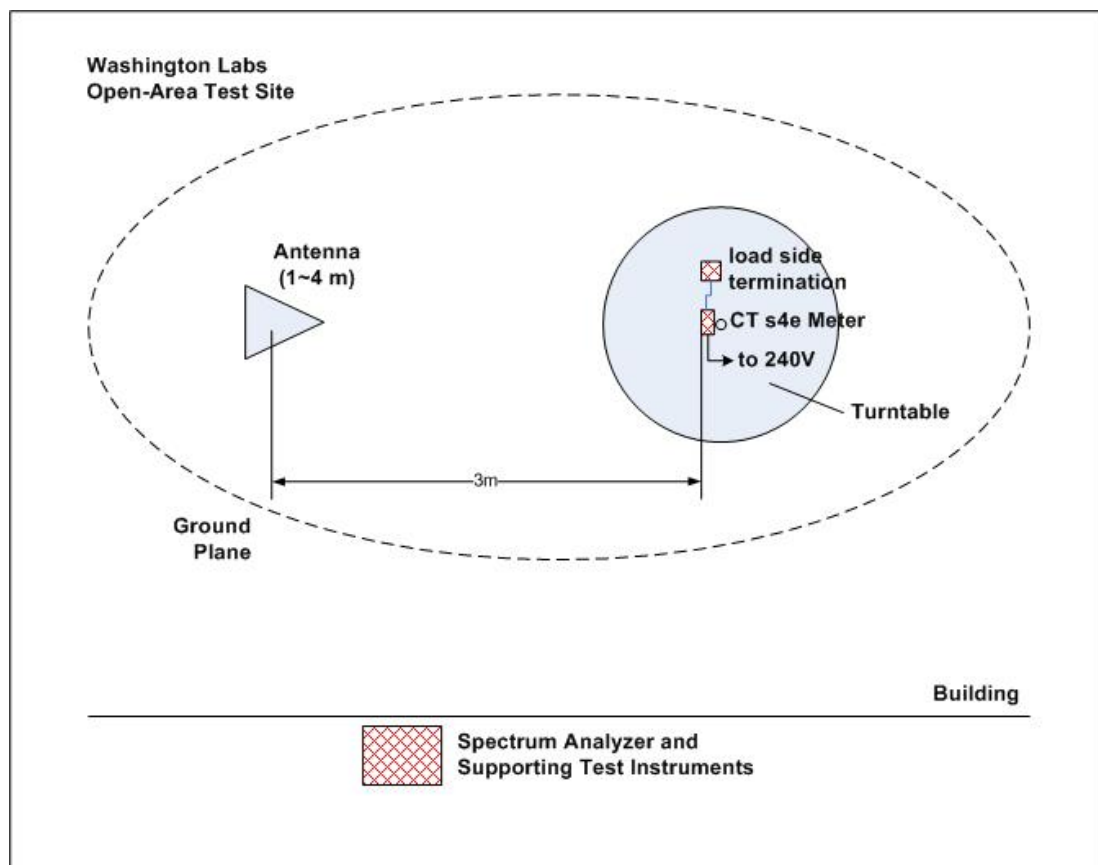 Washington Labs
Open-Area Test Site
Antenna
(1~4 m)
load side
termination
CT s4e Meter
to 240V
Turntable
3m
Ground
Plane
Building
Spectrum Analyzer and
Supporting Test Instruments